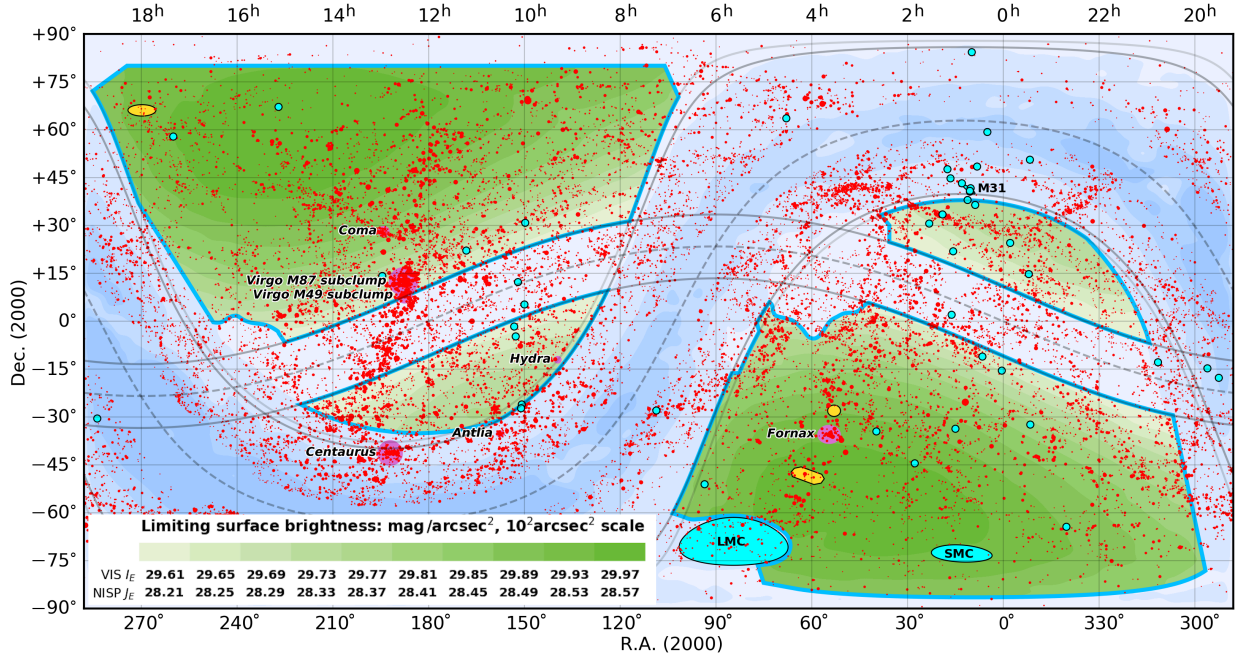 18h 16h 14h 12h 10h 8h 6h 4h 2h 0h 22h 20h
+90°
+75°
+60°
+45°
+30°
+15°
0°
−15°
−30°
−45°
−60°
−75°
−90°
Dec. (2000)
M31
Coma
Virgo M87 subclump
Virgo M49 subclump
Hydra
Antlia
Fornax
Centaurus
LMC
SMC
Limiting surface brightness: mag/arcsec², 10²arcsec² scale
VIS I_E 29.61 29.65 29.69 29.73 29.77 29.81 29.85 29.89 29.93 29.97
NISP J_E 28.21 28.25 28.29 28.33 28.37 28.41 28.45 28.49 28.53 28.57
270° 240° 210° 180° 150° 120° 90° 60° 30° 0° 330° 300°
R.A. (2000)